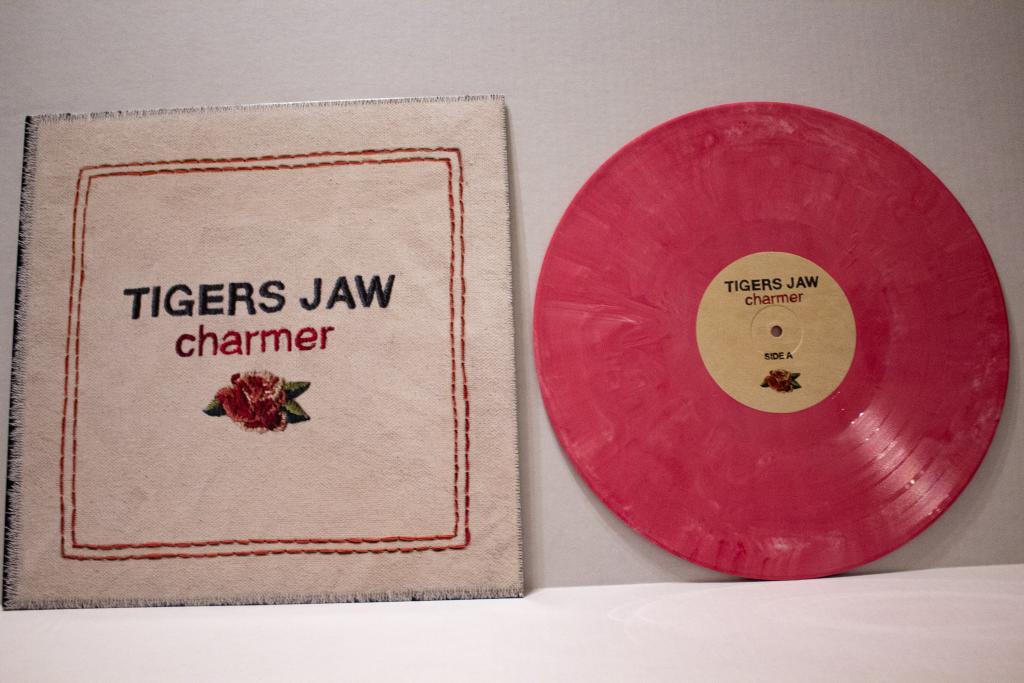 TIGERS JAW
charmer
TIGERS JAW
charmer
SIDE A